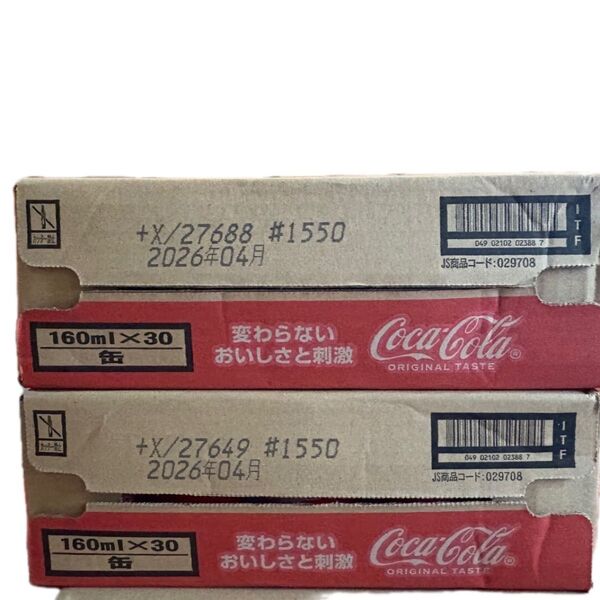 +X/27688 #1550
2026年04月
049 02102 02388 7
ITF
JS商品コード:029708
160ml×30
缶
変わらない
おいしさと刺激
Coca-Cola®
ORIGINAL TASTE
+X/27649 #1550
2026年04月
049 02102 02388 7
ITF
JS商品コード:029708
160ml×30
缶
変わらない
おいしさと刺激
Coca-Cola®
ORIGINAL TASTE